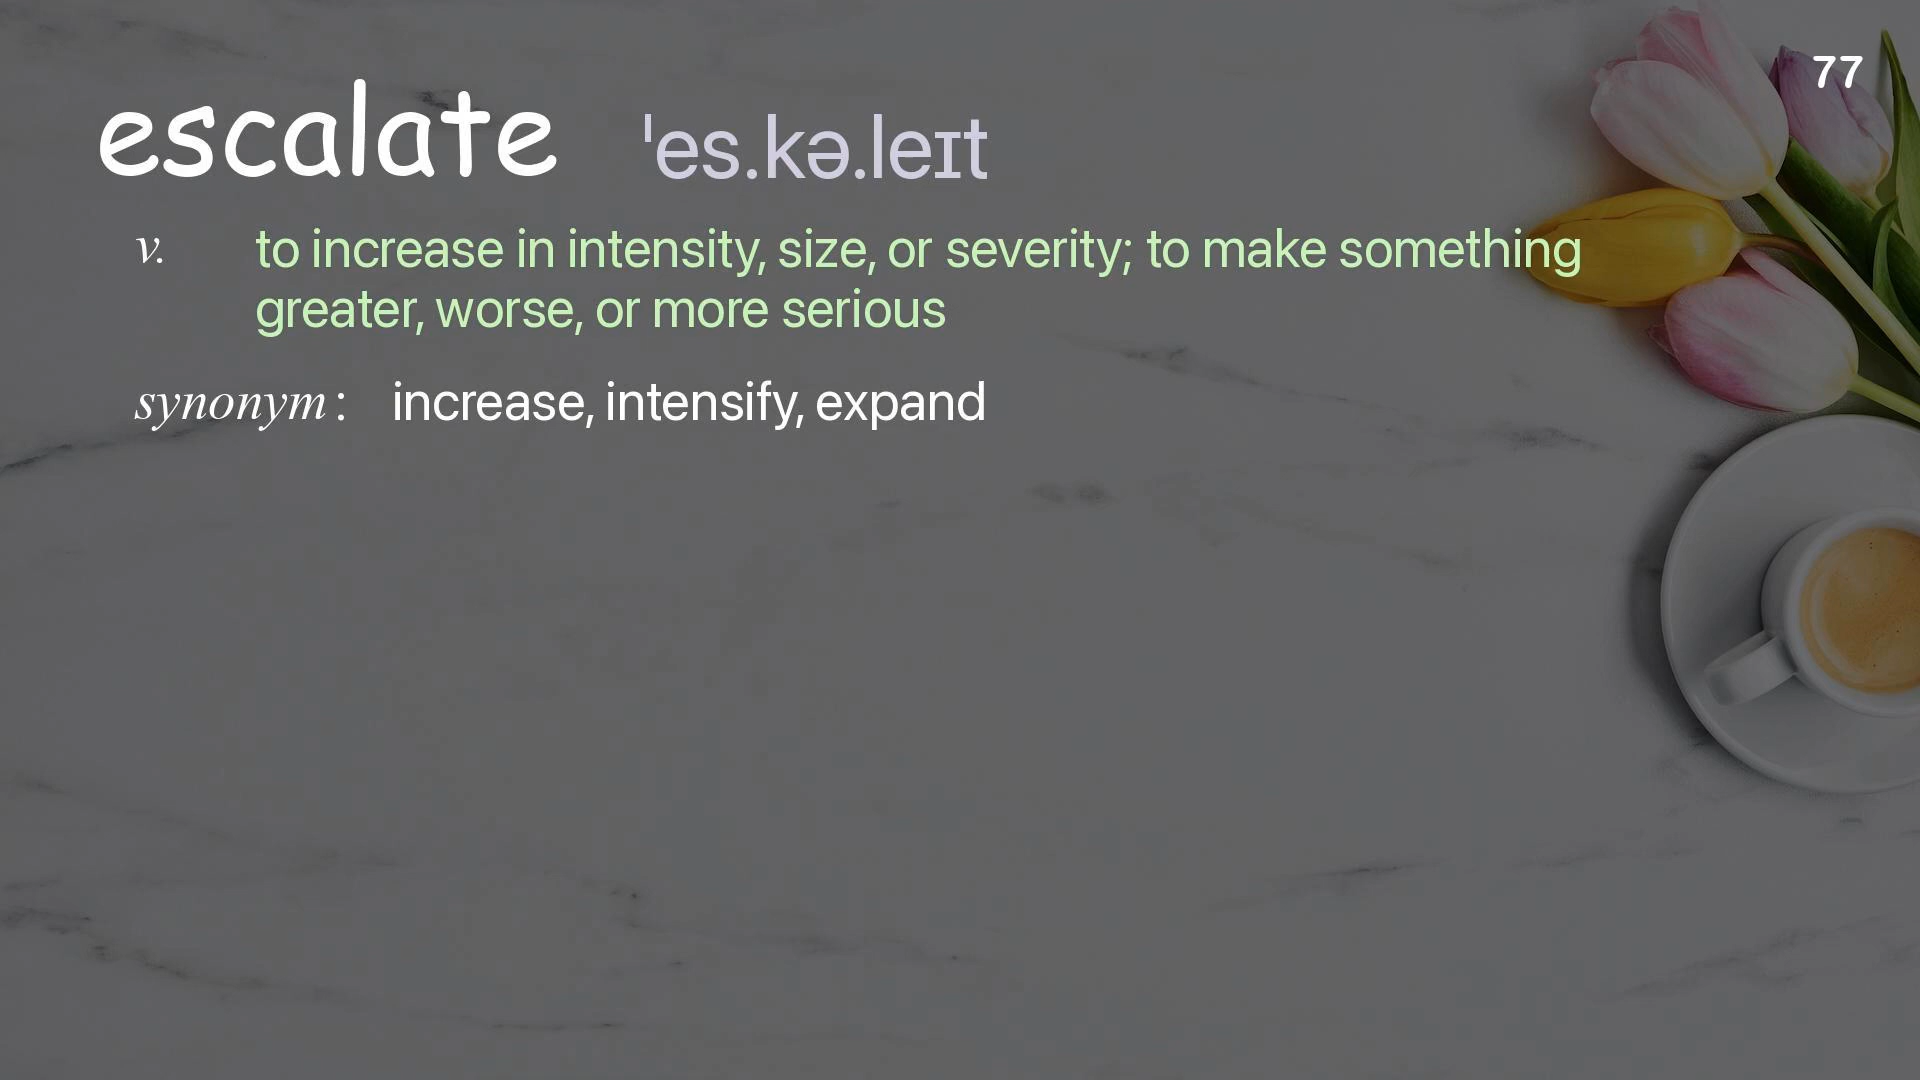 77
escalate ˈes.kə.leɪt
v. to increase in intensity, size, or severity; to make something
greater, worse, or more serious
synonym: increase, intensify, expand